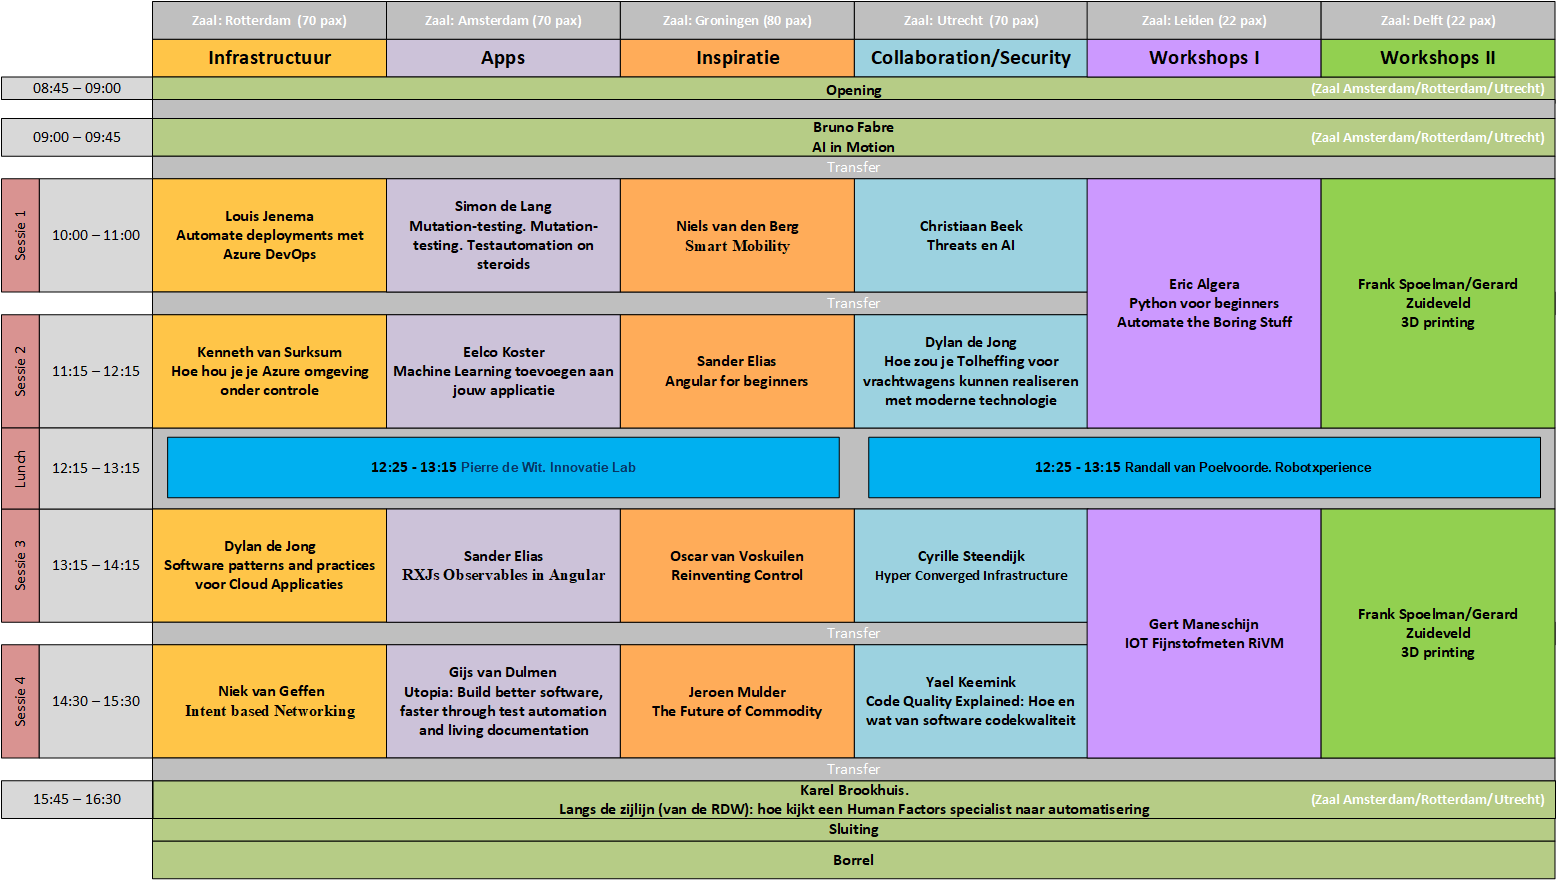 Zaal: Rotterdam (70 pax)
Zaal: Amsterdam (70 pax)
Zaal: Groningen (80 pax)
Zaal: Utrecht (70 pax)
Zaal: Leiden (22 pax)
Zaal: Delft (22 pax)
Infrastructuur
Apps
Inspiratie
Collaboration/Security
Workshops I
Workshops II
08:45 – 09:00
Opening
(Zaal Amsterdam/Rotterdam/Utrecht)
09:00 – 09:45
Bruno Fabre
AI in Motion
(Zaal Amsterdam/Rotterdam/Utrecht)
Transfer
Sessie 1
10:00 – 11:00
Louis Jenema
Automate deployments met
Azure DevOps
Simon de Lang
Mutation-testing. Mutation-
testing. Testautomation on
steroids
Niels van den Berg
Smart Mobility
Christiaan Beek
Threats en AI
Eric Algera
Python voor beginners
Automate the Boring Stuff
Frank Spoelman/Gerard
Zuideveld
3D printing
Transfer
Sessie 2
11:15 – 12:15
Kenneth van Surksum
Hoe hou je je Azure omgeving
onder controle
Eelco Koster
Machine Learning toevoegen aan
jouw applicatie
Sander Elias
Angular for beginners
Dylan de Jong
Hoe zou je Tolheffing voor
vrachtwagens kunnen realiseren
met moderne technologie
Lunch
12:15 – 13:15
12:25 - 13:15 Pierre de Wit. Innovatie Lab
12:25 - 13:15 Randall van Poelvoorde. Robotxperience
Sessie 3
13:15 – 14:15
Dylan de Jong
Software patterns and practices
voor Cloud Applicaties
Sander Elias
RXJs Observables in Angular
Oscar van Voskuilen
Reinventing Control
Cyrille Steendijk
Hyper Converged Infrastructure
Gert Maneschijn
IOT Fijnstofmeten RiVM
Frank Spoelman/Gerard
Zuideveld
3D printing
Transfer
Sessie 4
14:30 – 15:30
Niek van Geffen
Intent based Networking
Gijs van Dulmen
Utopia: Build better software,
faster through test automation
and living documentation
Jeroen Mulder
The Future of Commodity
Yael Keemink
Code Quality Explained: Hoe en
wat van software codekwaliteit
Transfer
15:45 – 16:30
Karel Brookhuis.
Langs de zijlijn (van de RDW): hoe kijkt een Human Factors specialist naar automatisering
(Zaal Amsterdam/Rotterdam/Utrecht)
Sluiting
Borrel